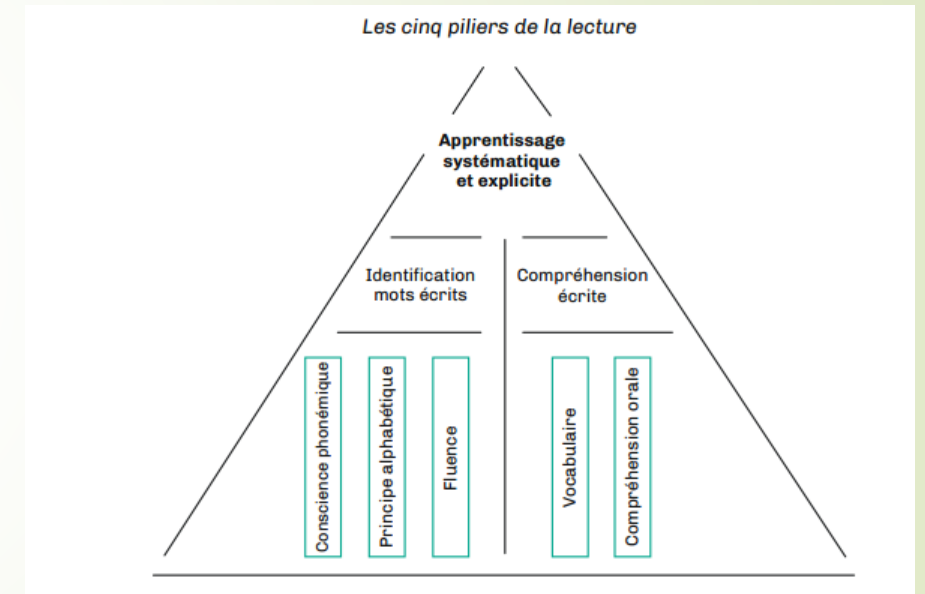 Les cinq piliers de la lecture
Apprentissage
systématique
et explicite
Identification
mots écrits
Compréhension
écrite
Conscience phonémique
Principe alphabétique
Fluence
Vocabulaire
Compréhension orale